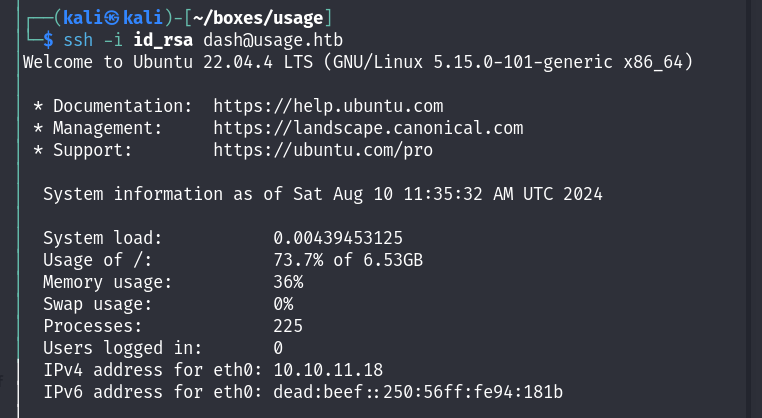 ┌──(kali㉿kali)-[~/boxes/usage]
└─$ ssh -i id_rsa dash@usage.htb
Welcome to Ubuntu 22.04.4 LTS (GNU/Linux 5.15.0-101-generic x86_64)
* Documentation:  https://help.ubuntu.com
* Management:     https://landscape.canonical.com
* Support:        https://ubuntu.com/pro
System information as of Sat Aug 10 11:35:32 AM UTC 2024
System load:           0.00439453125
Usage of /:            73.7% of 6.53GB
Memory usage:          36%
Swap usage:            0%
Processes:             225
Users logged in:       0
IPv4 address for eth0: 10.10.11.18
IPv6 address for eth0: dead:beef::250:56ff:fe94:181b